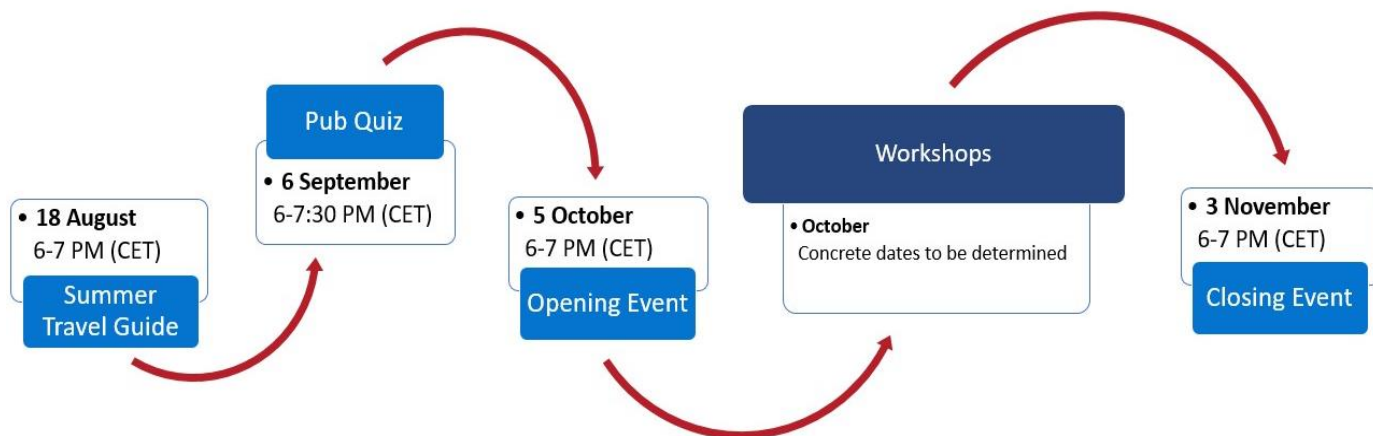 • 18 August
6-7 PM (CET)
Summer
Travel Guide
Pub Quiz
• 6 September
6-7:30 PM (CET)
• 5 October
6-7 PM (CET)
Opening Event
Workshops
• October
Concrete dates to be determined
• 3 November
6-7 PM (CET)
Closing Event